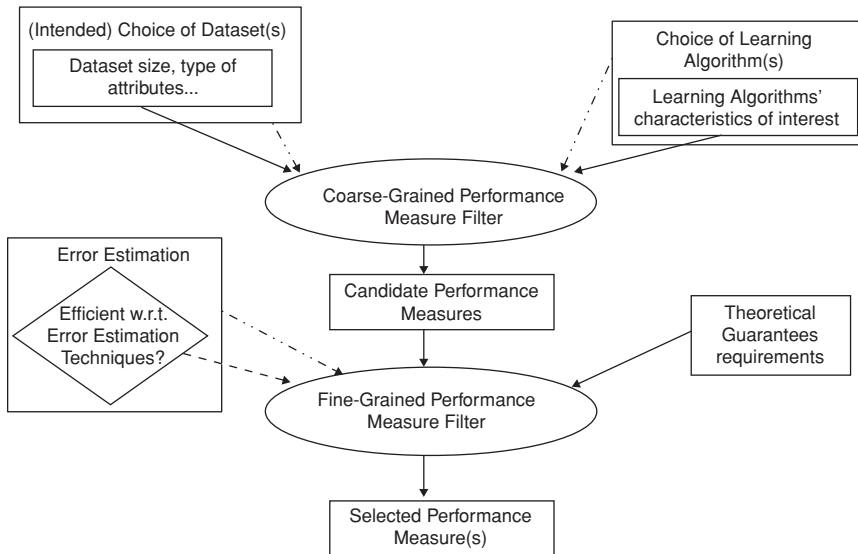 (Intended) Choice of Dataset(s)
Dataset size, type of
attributes...
Choice of Learning
Algorithm(s)
Learning Algorithms'
characteristics of interest
Coarse-Grained Performance
Measure Filter
Error Estimation
Efficient w.r.t.
Error Estimation
Techniques?
Candidate Performance
Measures
Theoretical
Guarantees
requirements
Fine-Grained Performance
Measure Filter
Selected Performance
Measure(s)